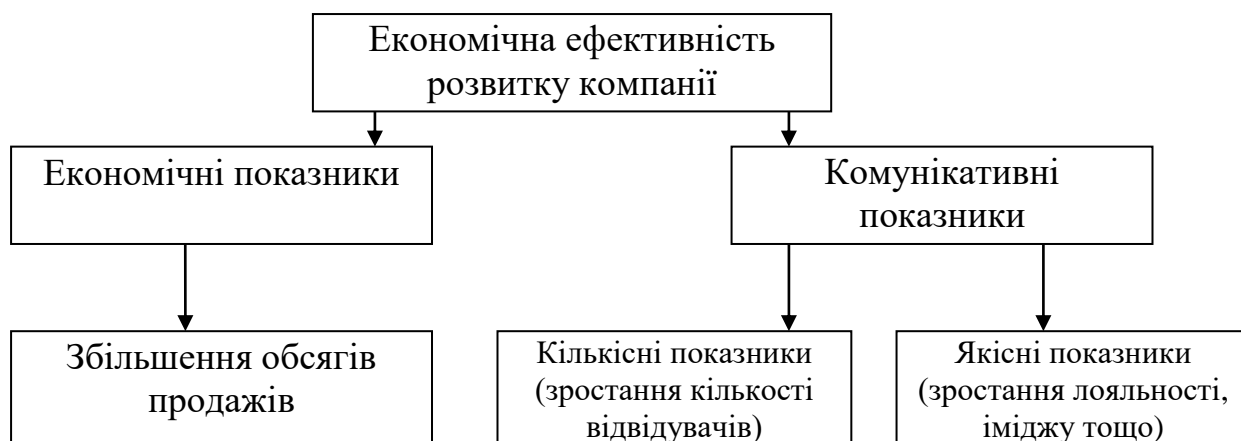 Економічна ефективність
розвитку компанії
Економічні показники
Комунікативні
показники
Збільшення обсягів
продажів
Кількісні показники
(зростання кількості
відвідувачів)
Якісні показники
(зростання лояльності,
іміджу тощо)